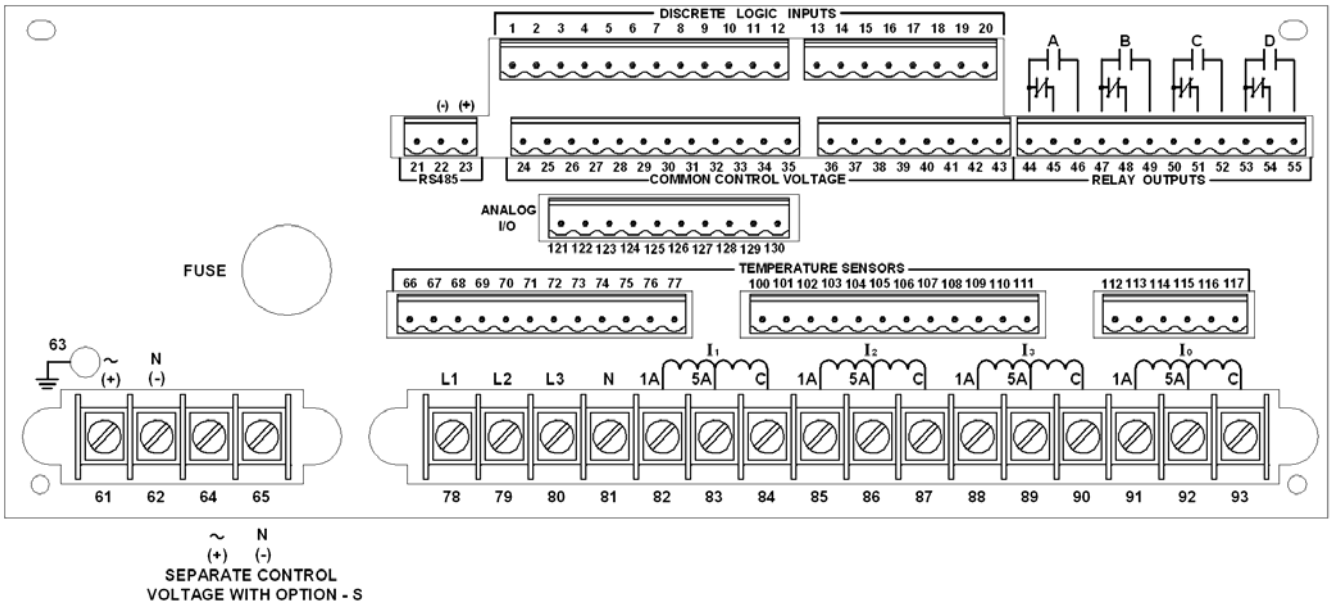 DISCRETE LOGIC INPUTS
1 2 3 4 5 6 7 8 9 10 11 12 13 14 15 16 17 18 19 20
A B C D
(-) (+)
21 22 23 24 25 26 27 28 29 30 31 32 33 34 35 36 37 38 39 40 41 42 43 44 45 46 47 48 49 50 51 52 53 54 55
RS485 COMMON CONTROL VOLTAGE RELAY OUTPUTS
ANALOG
I/O
121 122 123 124 125 126 127 128 129 130
FUSE
TEMPERATURE SENSORS
66 67 68 69 70 71 72 73 74 75 76 77 100 101 102 103 104 105 106 107 108 109 110 111 112 113 114 115 116 117
63
~ N
(+) (-)
I₁ I₂ I₃ I₀
L1 L2 L3 N 1A 5A C 1A 5A C 1A 5A C 1A 5A C
61 62 64 65 78 79 80 81 82 83 84 85 86 87 88 89 90 91 92 93
~ N
(+) (-)
SEPARATE CONTROL
VOLTAGE WITH OPTION - S